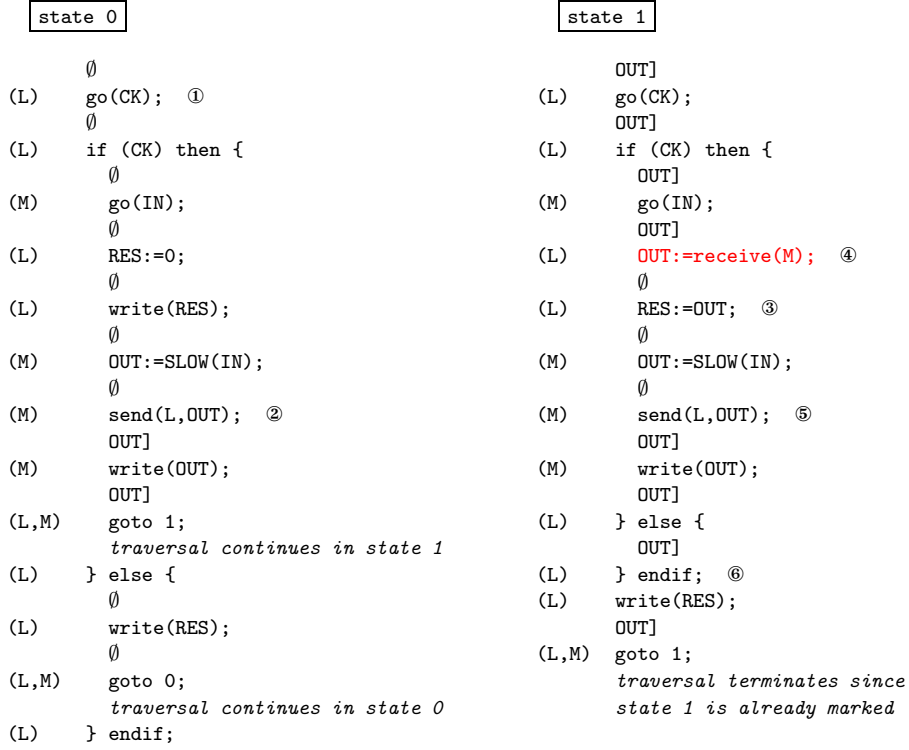 state 0
∅
(L) go(CK); ①
∅
(L) if (CK) then {
∅
(M) go(IN);
∅
(L) RES:=0;
∅
(L) write(RES);
∅
(M) OUT:=SLOW(IN);
∅
(M) send(L,OUT); ②
OUT]
(M) write(OUT);
OUT]
(L,M) goto 1;
traversal continues in state 1
(L) } else {
∅
(L) write(RES);
∅
(L,M) goto 0;
traversal continues in state 0
(L) } endif;
state 1
OUT]
(L) go(CK);
OUT]
(L) if (CK) then {
OUT]
(M) go(IN);
OUT]
(L) OUT:=receive(M); ④
∅
(L) RES:=OUT; ③
∅
(M) OUT:=SLOW(IN);
∅
(M) send(L,OUT); ⑤
OUT]
(M) write(OUT);
OUT]
(L) } else {
OUT]
(L) } endif; ⑥
(L) write(RES);
OUT]
(L,M) goto 1;
traversal terminates since
state 1 is already marked